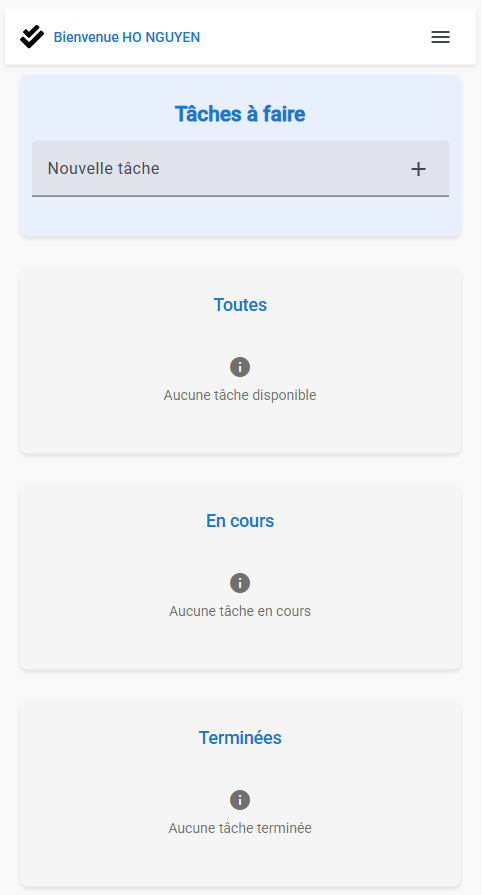 Bienvenue HO NGUYEN
Tâches à faire
Nouvelle tâche
Toutes
Aucune tâche disponible
En cours
Aucune tâche en cours
Terminées
Aucune tâche terminée